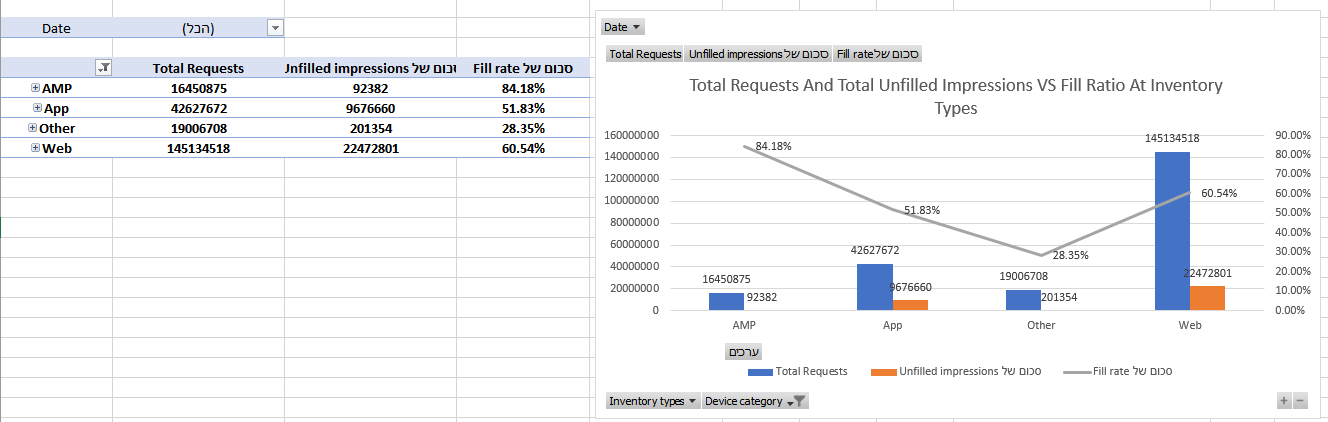 Date (הכל)
Total Requests סכום של Unfilled impressions סכום של Fill rate
AMP 16450875 92382 84.18%
App 42627672 9676660 51.83%
Other 19006708 201354 28.35%
Web 145134518 22472801 60.54%
Date
Total Requests סכום של Unfilled impressions סכום של Fill rate
Total Requests And Total Unfilled Impressions VS Fill Ratio At Inventory
Types
160000000
140000000
120000000
100000000
80000000
60000000
40000000
20000000
0
90.00%
80.00%
70.00%
60.00%
50.00%
40.00%
30.00%
20.00%
10.00%
0.00%
84.18%
51.83%
28.35%
60.54%
16450875
92382
42627672
9676660
19006708
201354
145134518
22472801
AMP App Other Web
ערכים
Total Requests סכום של Unfilled impressions סכום של Fill rate
Inventory types Device category